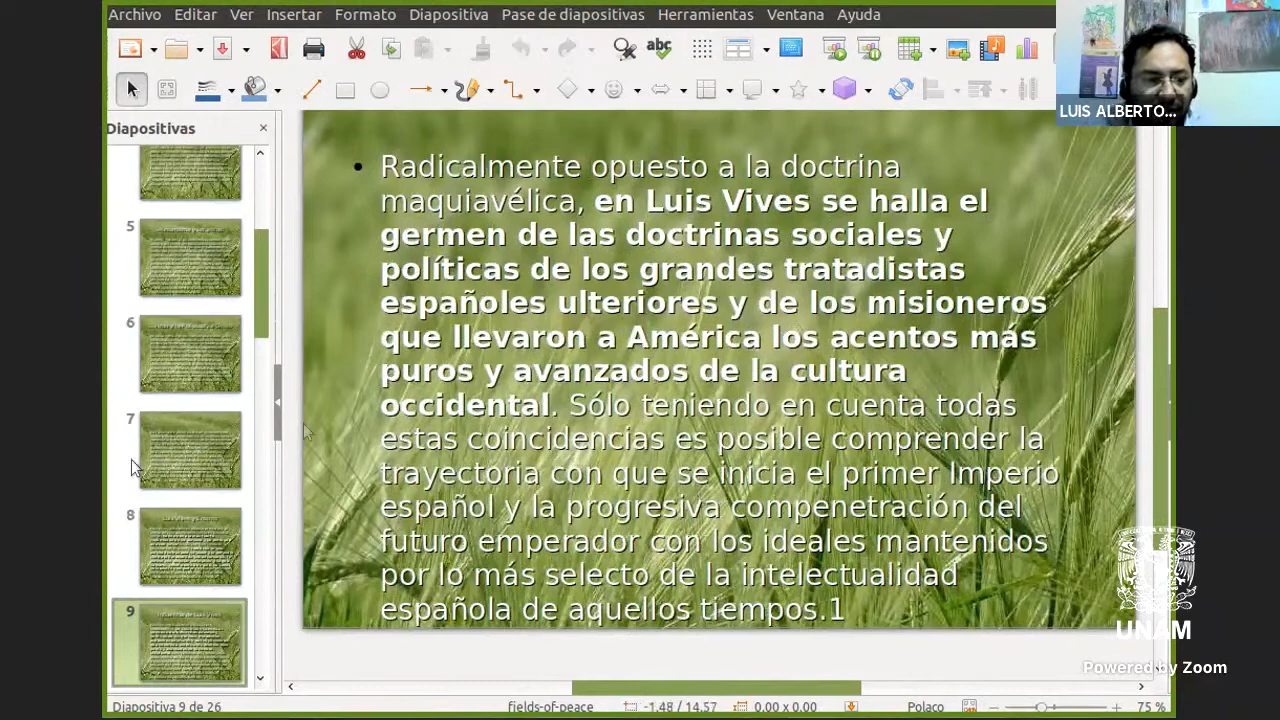 Archivo Editar Ver Insertar Formato Diapositiva Pase de diapositivas Herramientas Ventana Ayuda
LUIS ALBERTO...
Diapositivas
5
6
7
8
9
• Radicalmente opuesto a la doctrina
maquiavélica, en Luis Vives se halla el
germen de las doctrinas sociales y
políticas de los grandes tratadistas
españoles ulteriores y de los misioneros
que llevaron a América los acentos mas
puros y avanzados de la cultura
occidental. Sólo teniendo en cuenta todas
estas coincidencias es posible comprender la
trayectoria con que se inicia el primer Imperio
español y la progresiva compenetración del
futuro emperador con los ideales mantenidos
por lo más selecto de la intelectualidad
española de aquellos tiempos.1
UNAM
Powered by Zoom
Diapositiva 9 de 26 fields-of-peace -1.48 / 14.57 0.00 x 0.00 Polaco 75 %